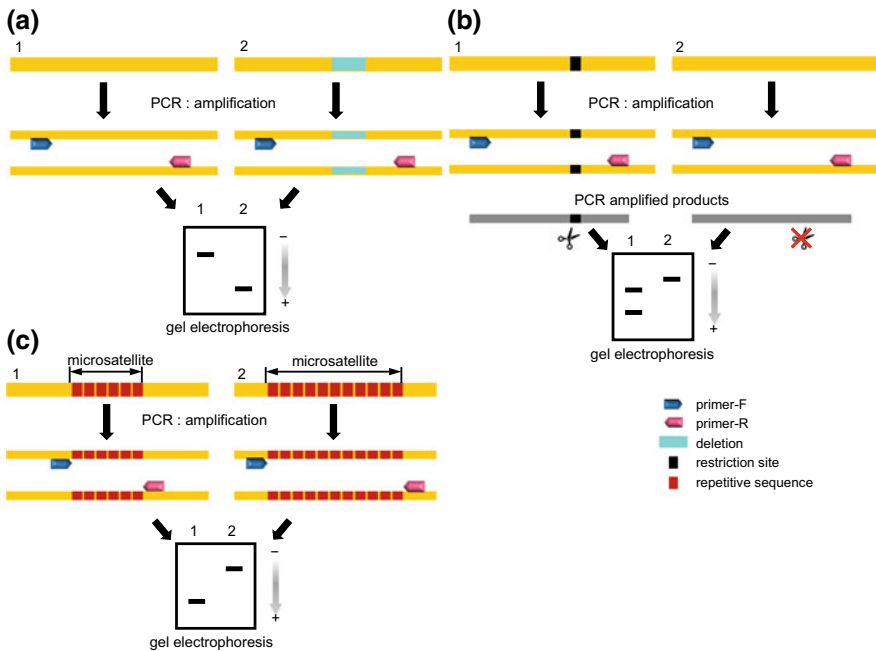 (a)
1
2
PCR : amplification
1 2
−
+
gel electrophoresis
(b)
1
2
PCR : amplification
PCR amplified products
1 2
−
+
gel electrophoresis
(c)
1
2
microsatellite
microsatellite
PCR : amplification
1 2
−
+
gel electrophoresis
primer-F
primer-R
deletion
restriction site
repetitive sequence